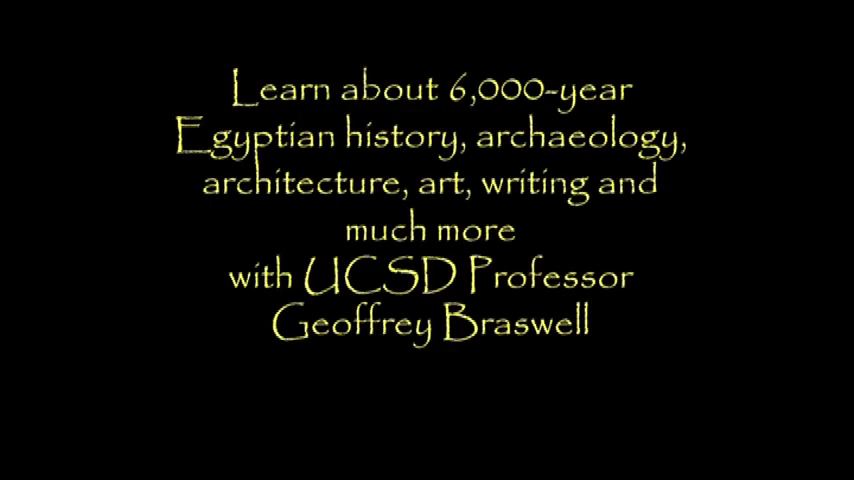 Learn about 6,000-year
Egyptian history, archaeology,
architecture, art, writing and
much more
with UCSD Professor
Geoffrey Braswell